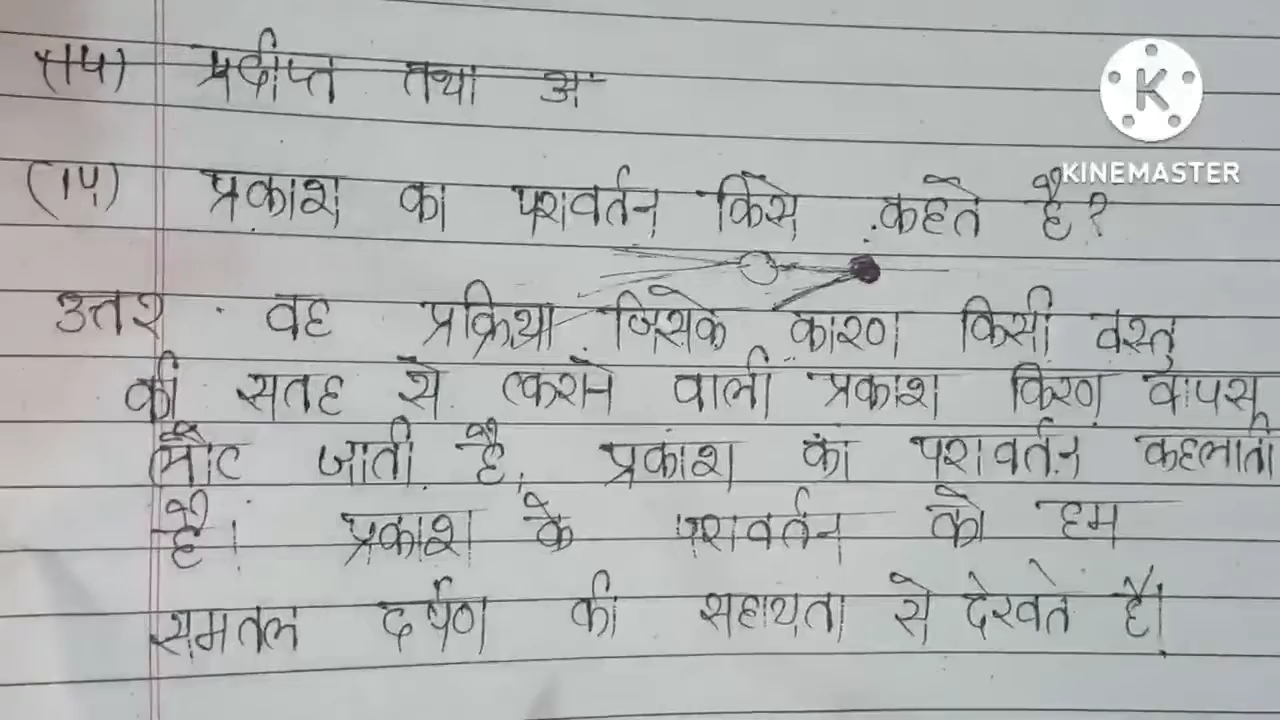 (14) प्रदीप्त तथा अ
(15) प्रकाश का परावर्तन किसे कहते है?
उत्तर वह प्रक्रिया जिसके कारण किसी वस्तु
की सतह से टकराने वाली प्रकाश किरण वापस
लौट जाती है, प्रकाश का परावर्तन कहलाता
है। प्रकाश के परावर्तन को हम
समतल दर्पण की सहायता से देखते है।
KINEMASTER